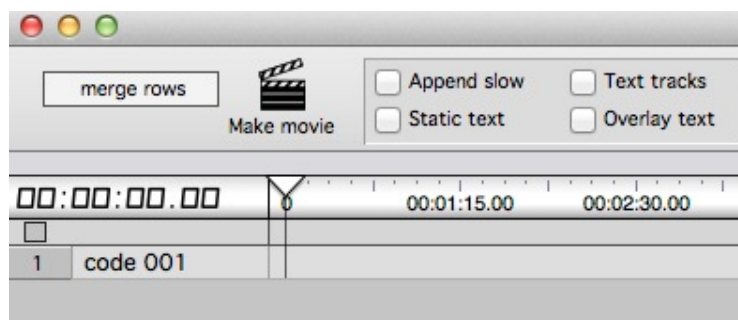 merge rows
Make movie
Append slow
Text tracks
Static text
Overlay text
00:00:00.00
0
00:01:15.00
00:02:30.00
1
code 001